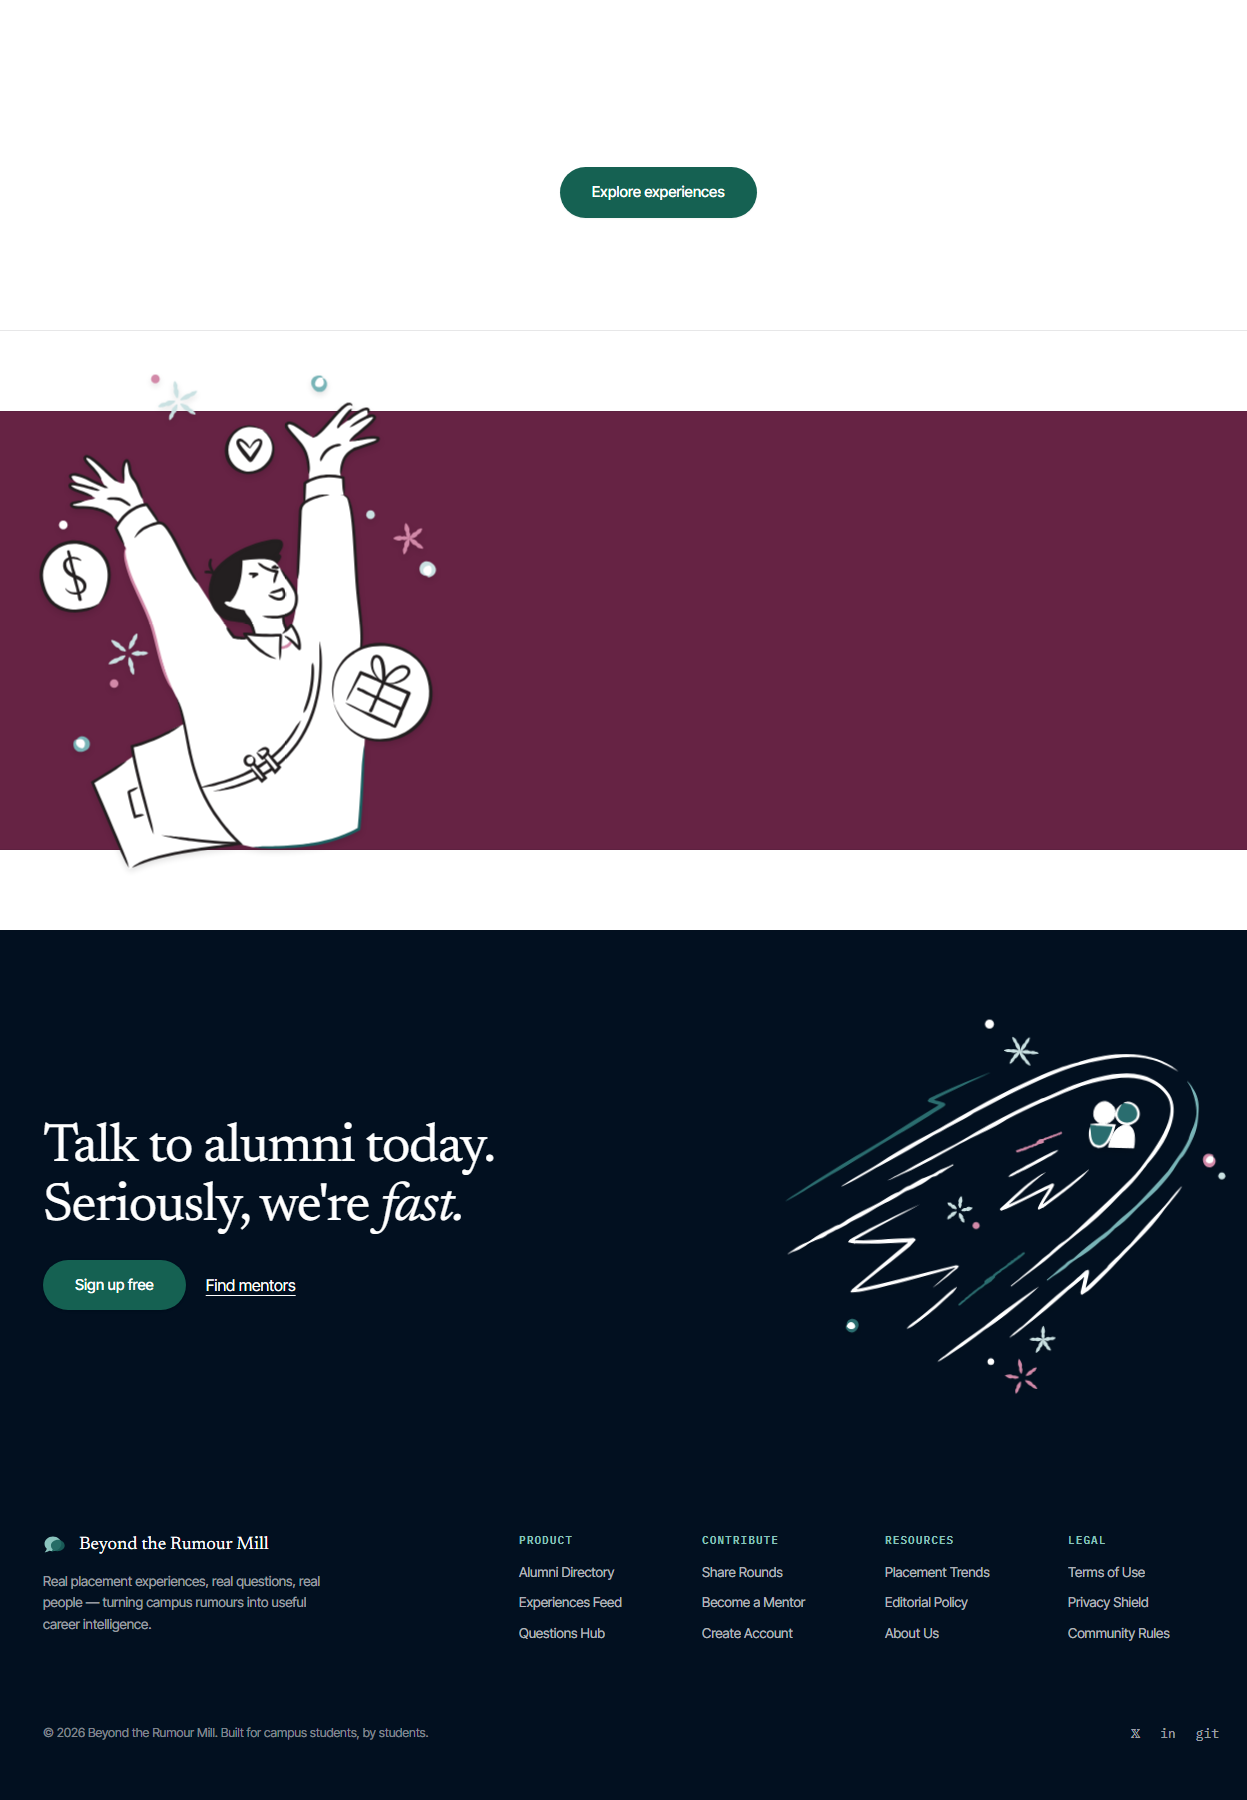 Explore experiences
$
Talk to alumni today.
Seriously, we're fast.
Sign up free
Find mentors
Beyond the Rumour Mill
Real placement experiences, real questions, real
people — turning campus rumours into useful
career intelligence.
PRODUCT
Alumni Directory
Experiences Feed
Questions Hub
CONTRIBUTE
Share Rounds
Become a Mentor
Create Account
RESOURCES
Placement Trends
Editorial Policy
About Us
LEGAL
Terms of Use
Privacy Shield
Community Rules
© 2026 Beyond the Rumour Mill. Built for campus students, by students.
𝕏 in git